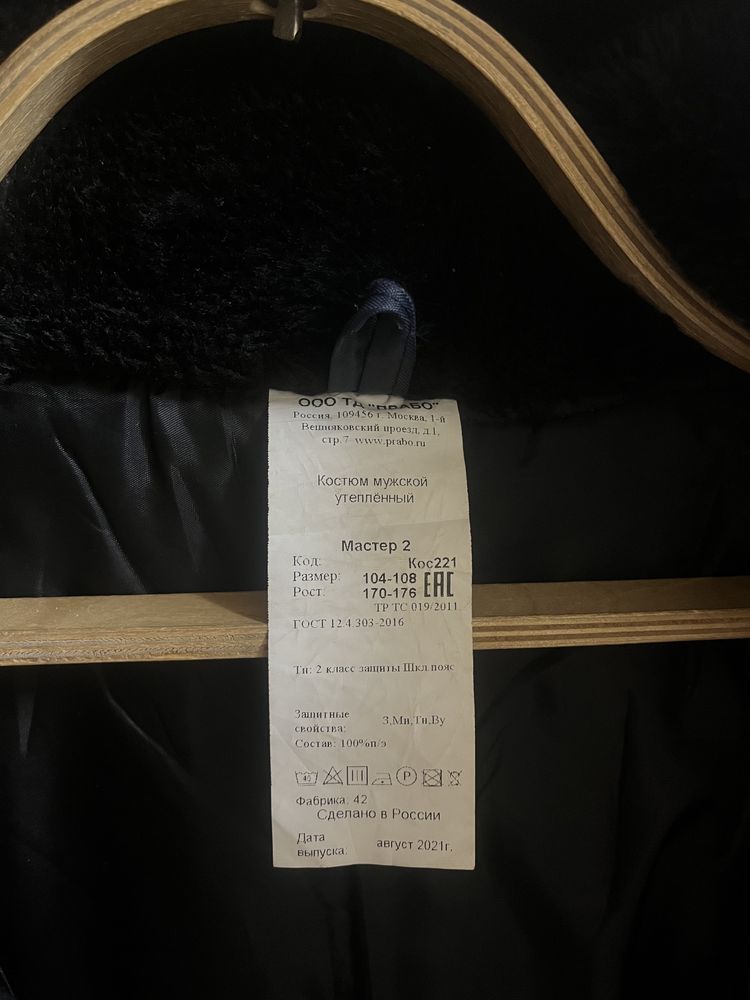 ООО ТД "ПРАБО"
Россия, 109456 г. Москва, 1-й
Вешняковский проезд, д.1,
стр.7 www.prabo.ru
Костюм мужской
утеплённый
Мастер 2
Код: Кос221
Размер: 104-108 ЕАС
Рост: 170-176
ТР ТС 019/2011
ГОСТ 12.4.303-2016
Тн: 2 класс защиты Шкл.пояс
Защитные
свойства: З,Ми,Тн,Ву
Состав: 100%п/э
40 P
Фабрика: 42
Сделано в России
Дата
выпуска: август 2021г.